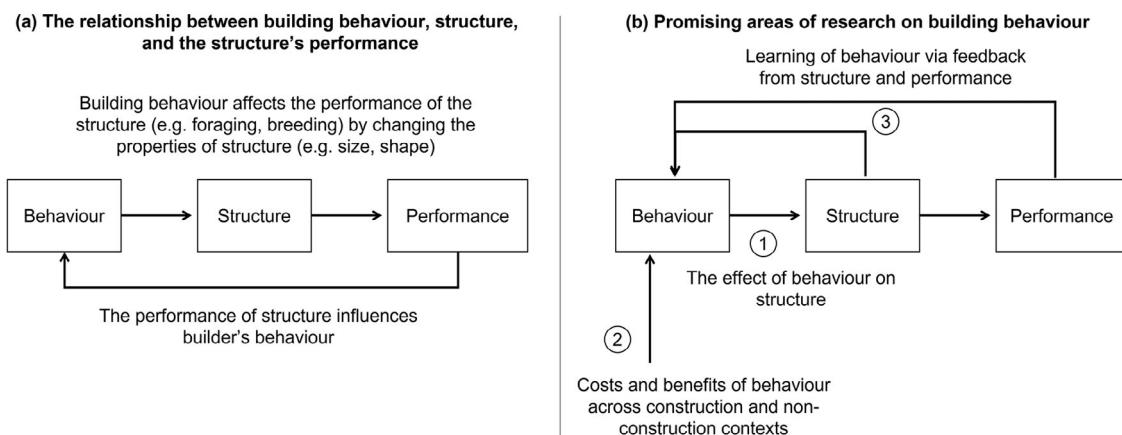 (a) The relationship between building behaviour, structure,
and the structure's performance
Building behaviour affects the performance of the
structure (e.g. foraging, breeding) by changing the
properties of structure (e.g. size, shape)
Behaviour
Structure
Performance
The performance of structure influences
builder's behaviour
(b) Promising areas of research on building behaviour
Learning of behaviour via feedback
from structure and performance
3
Behaviour
Structure
Performance
1
The effect of behaviour on
structure
2
Costs and benefits of behaviour
across construction and non-
construction contexts